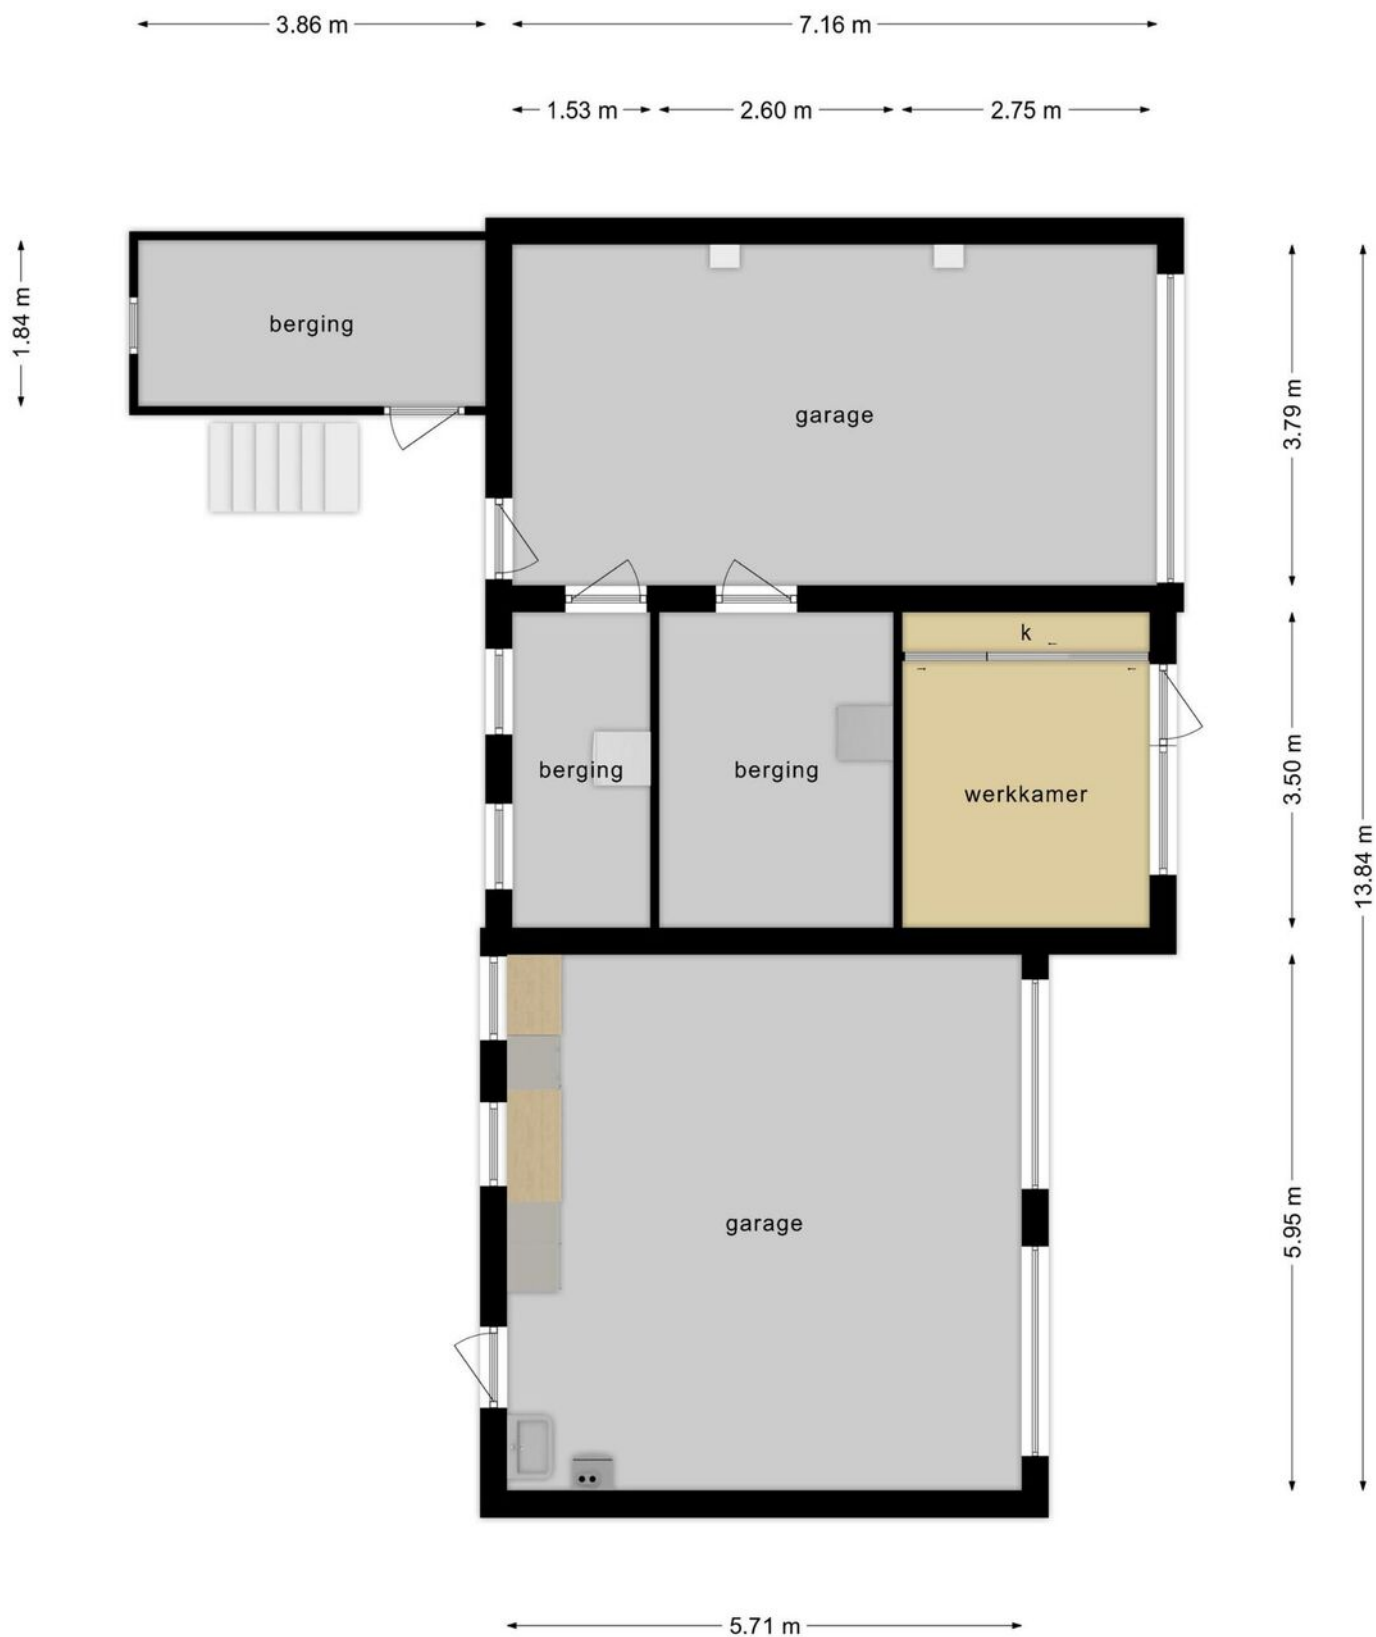 3.86 m
7.16 m
1.53 m
2.60 m
2.75 m
1.84 m
berging
garage
3.79 m
k
berging
berging
werkkamer
3.50 m
13.84 m
garage
5.95 m
5.71 m